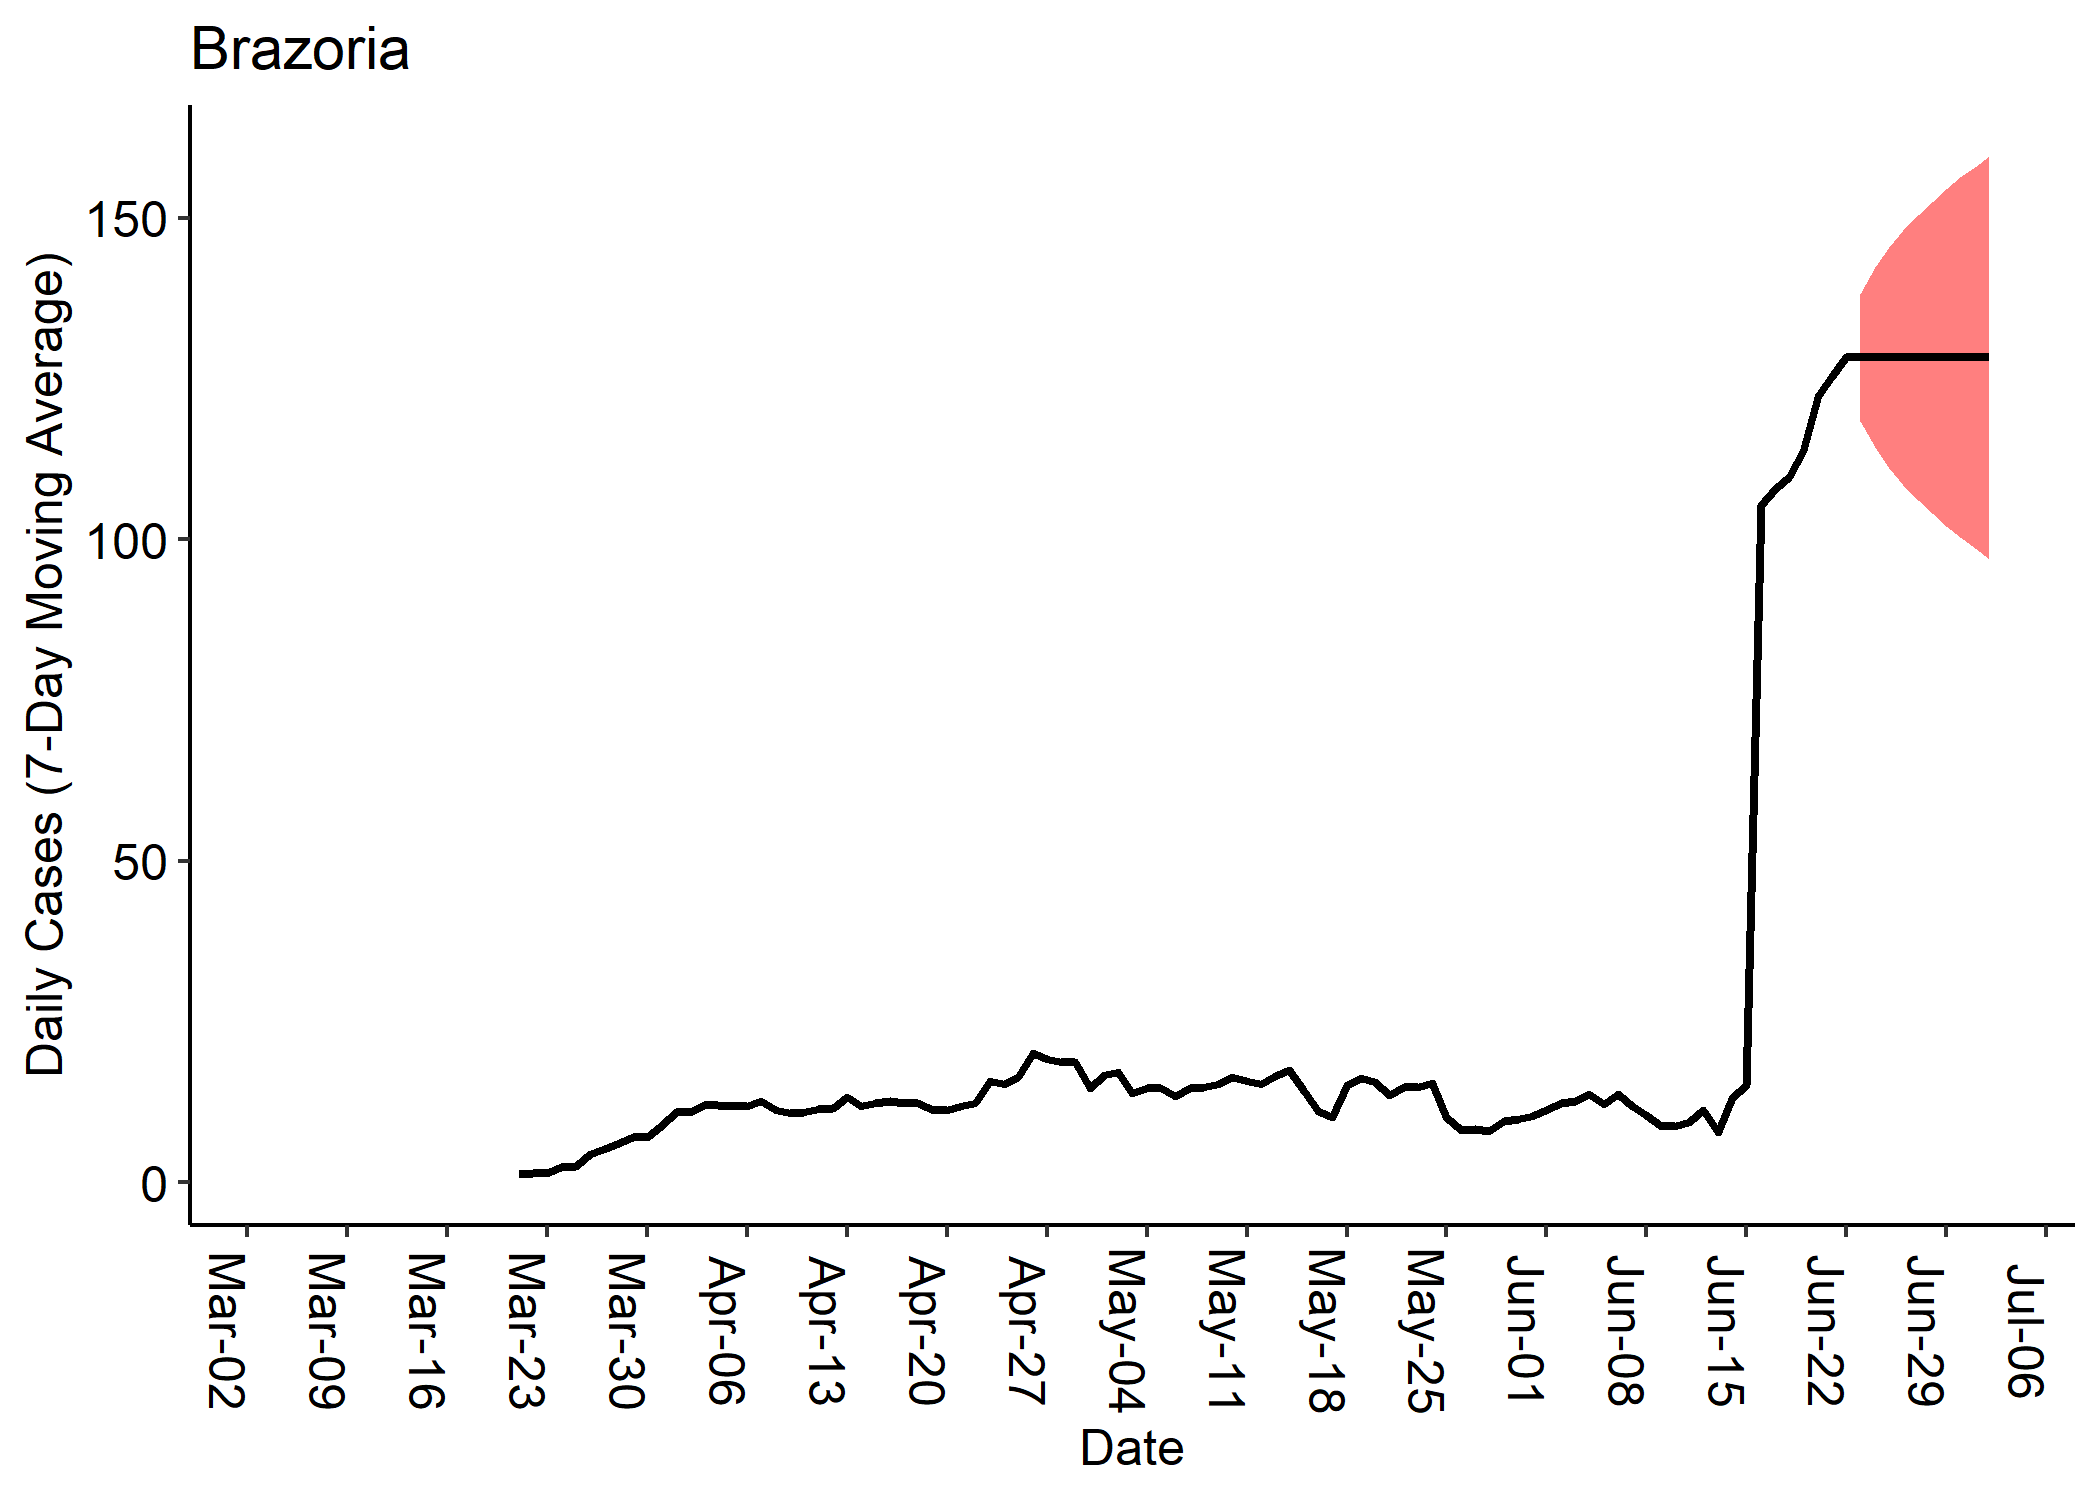 Brazoria
Daily Cases (7-Day Moving Average)
150
100
50
0
Mar-02
Mar-09
Mar-16
Mar-23
Mar-30
Apr-06
Apr-13
Apr-20
Apr-27
May-04
May-11
May-18
May-25
Jun-01
Jun-08
Jun-15
Jun-22
Jun-29
Jul-06
Date